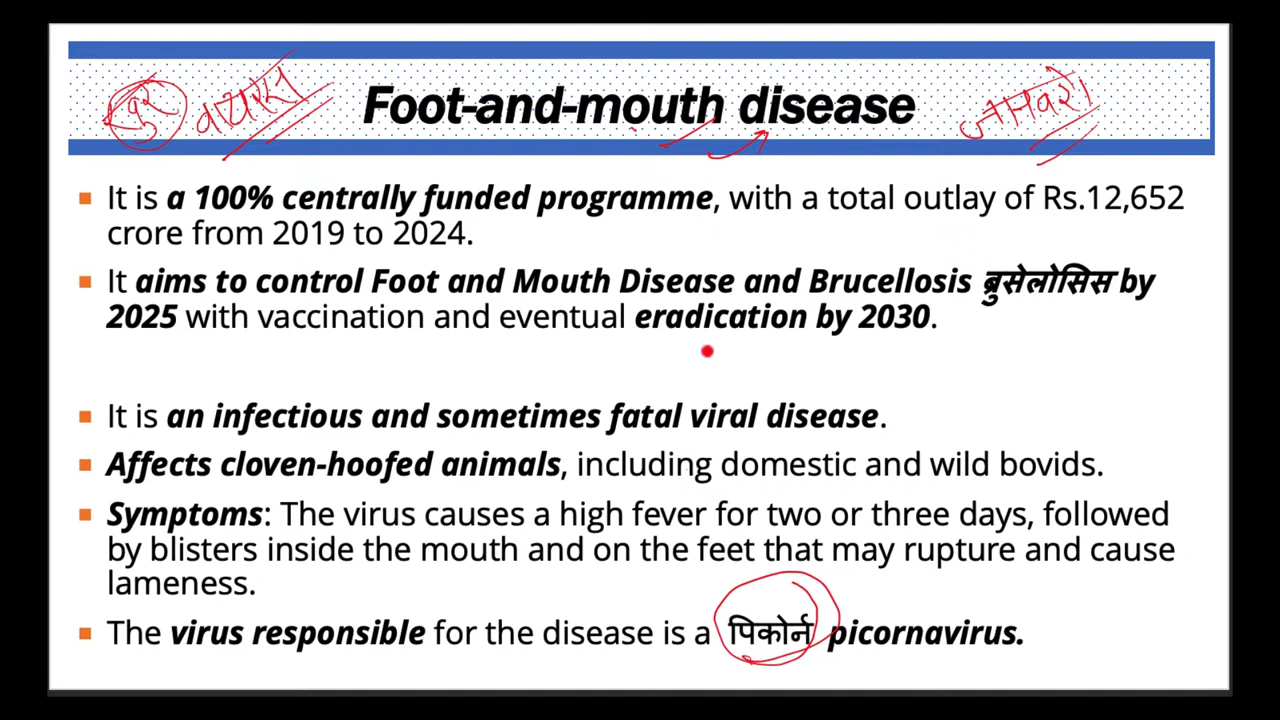 खुर वायरस Foot-and-mouth disease जानवरो
It is a 100% centrally funded programme, with a total outlay of Rs.12,652
crore from 2019 to 2024.
It aims to control Foot and Mouth Disease and Brucellosis ब्रुसेलोसिस by
2025 with vaccination and eventual eradication by 2030.
It is an infectious and sometimes fatal viral disease.
Affects cloven-hoofed animals, including domestic and wild bovids.
Symptoms: The virus causes a high fever for two or three days, followed
by blisters inside the mouth and on the feet that may rupture and cause
lameness.
The virus responsible for the disease is a पिकोर्न picornavirus.